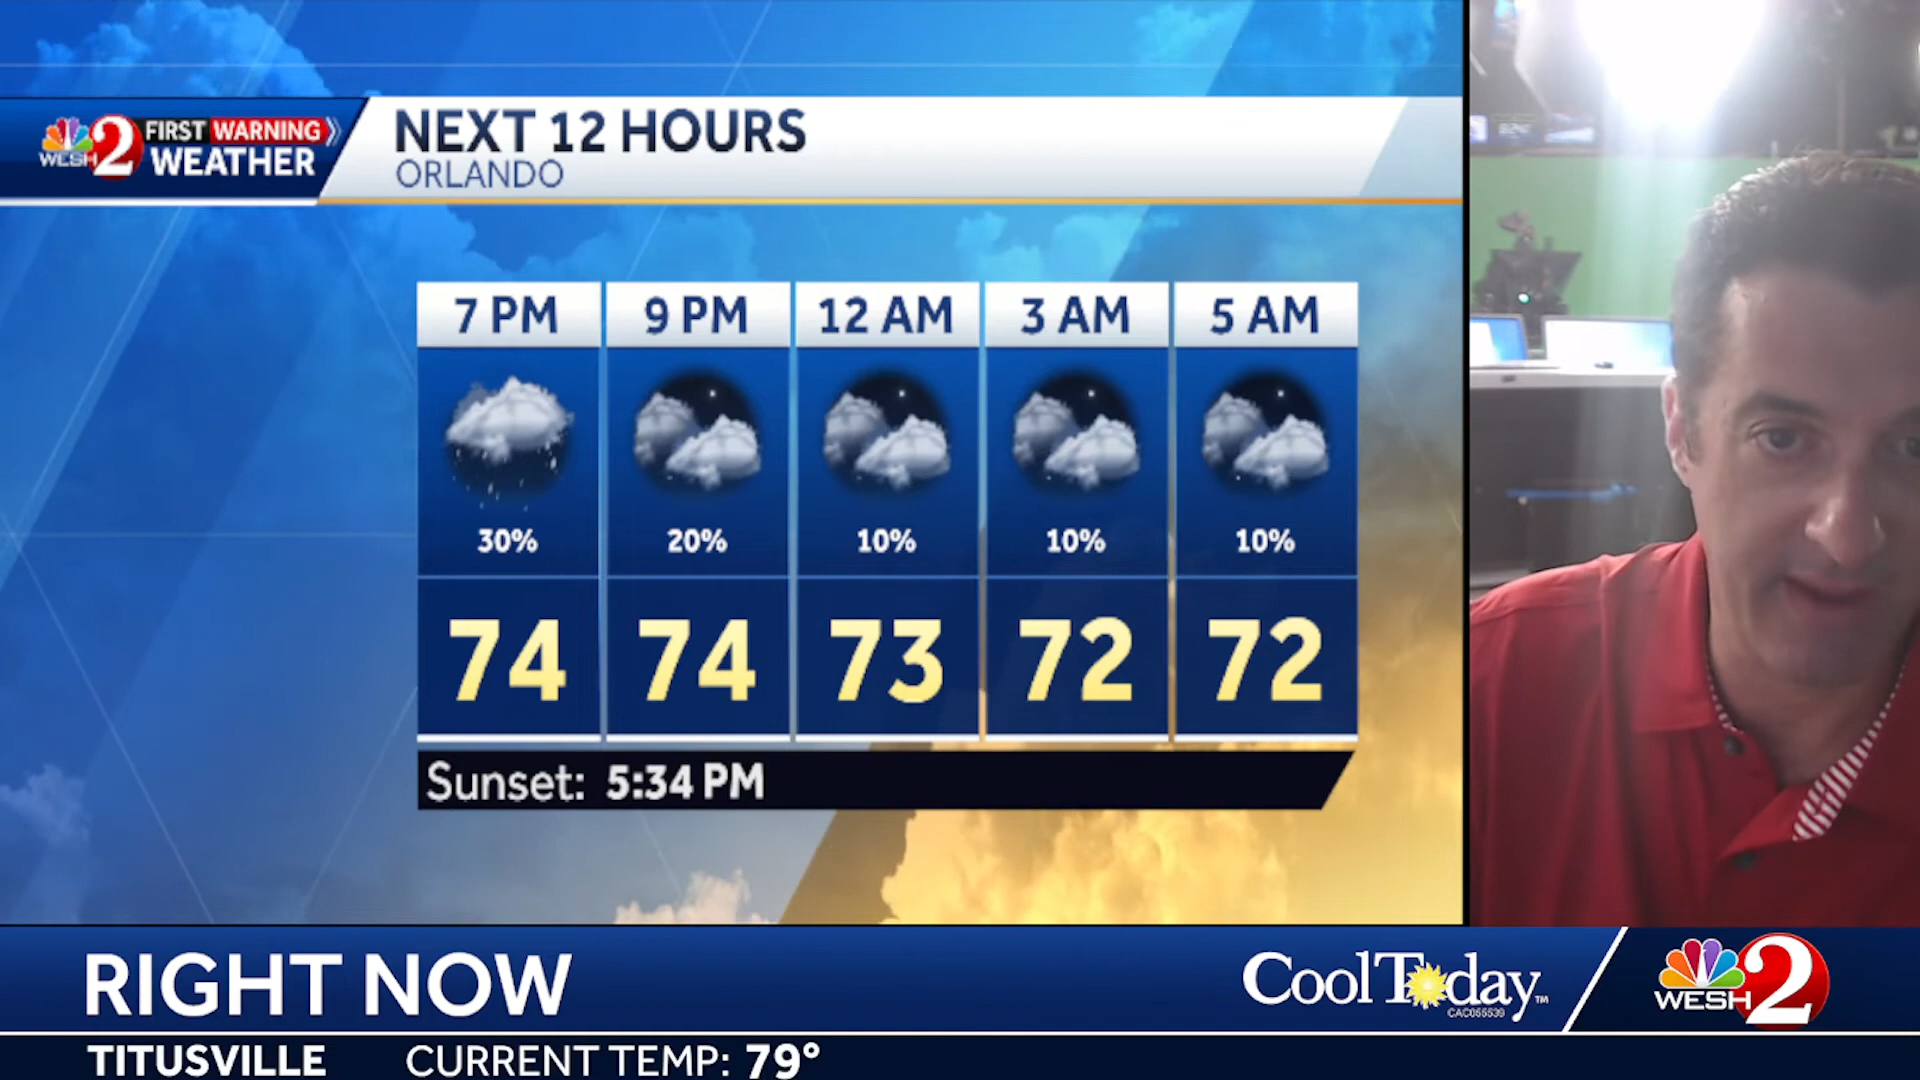 WESH 2 FIRST WARNING
WEATHER
NEXT 12 HOURS
ORLANDO
7 PM 9 PM 12 AM 3 AM 5 AM
30% 20% 10% 10% 10%
74 74 73 72 72
Sunset: 5:34 PM
RIGHT NOW
CoolToday™
CAC055539
WESH 2
TITUSVILLE CURRENT TEMP: 79°